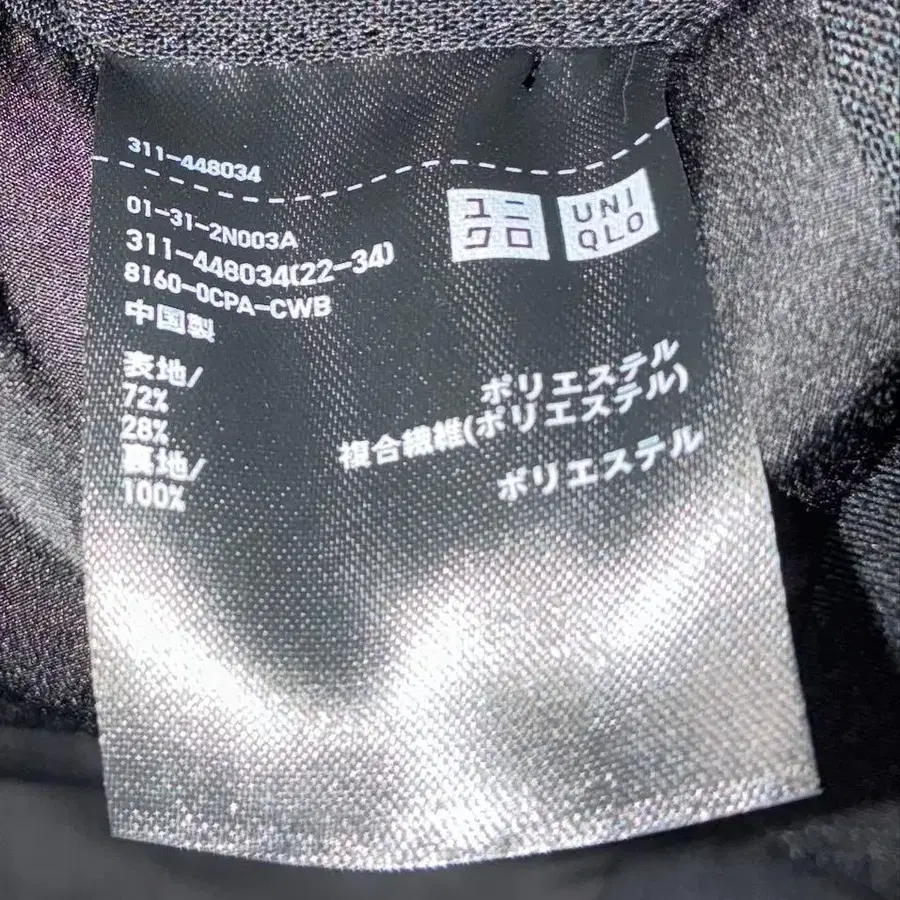 311-448034
ユニ
クロ
UNI
QLO
01-31-2N003A
311-448034(22-34)
8160-0CPA-CWB
中国製
表地/
72% ポリエステル
28% 複合繊維(ポリエステル)
裏地/
100% ポリエステル